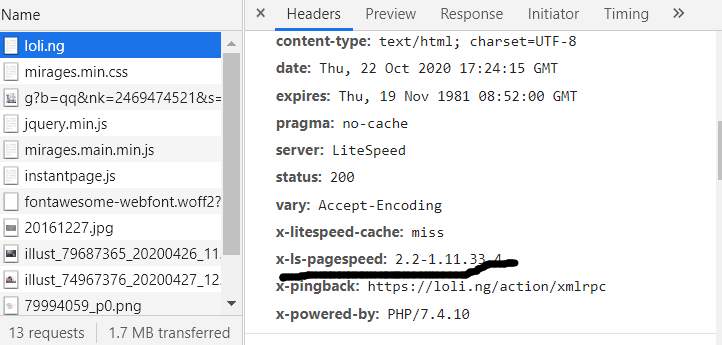 Name
× Headers Preview Response Initiator Timing »
loli.ng
mirages.min.css
g?b=qq&nk=2469474521&s=
jquery.min.js
mirages.main.min.js
instantpage.js
fontawesome-webfont.woff2?
20161227.jpg
illust_79687365_20200426_11
illust_74967376_20200427_12
79994059_p0.png
13 requests 1.7 MB transferred
content-type: text/html; charset=UTF-8
date: Thu, 22 Oct 2020 17:24:15 GMT
expires: Thu, 19 Nov 1981 08:52:00 GMT
pragma: no-cache
server: LiteSpeed
status: 200
vary: Accept-Encoding
x-litespeed-cache: miss
x-ls-pagespeed: 2.2-1.11.33.4
x-pingback: https://loli.ng/action/xmlrpc
x-powered-by: PHP/7.4.10